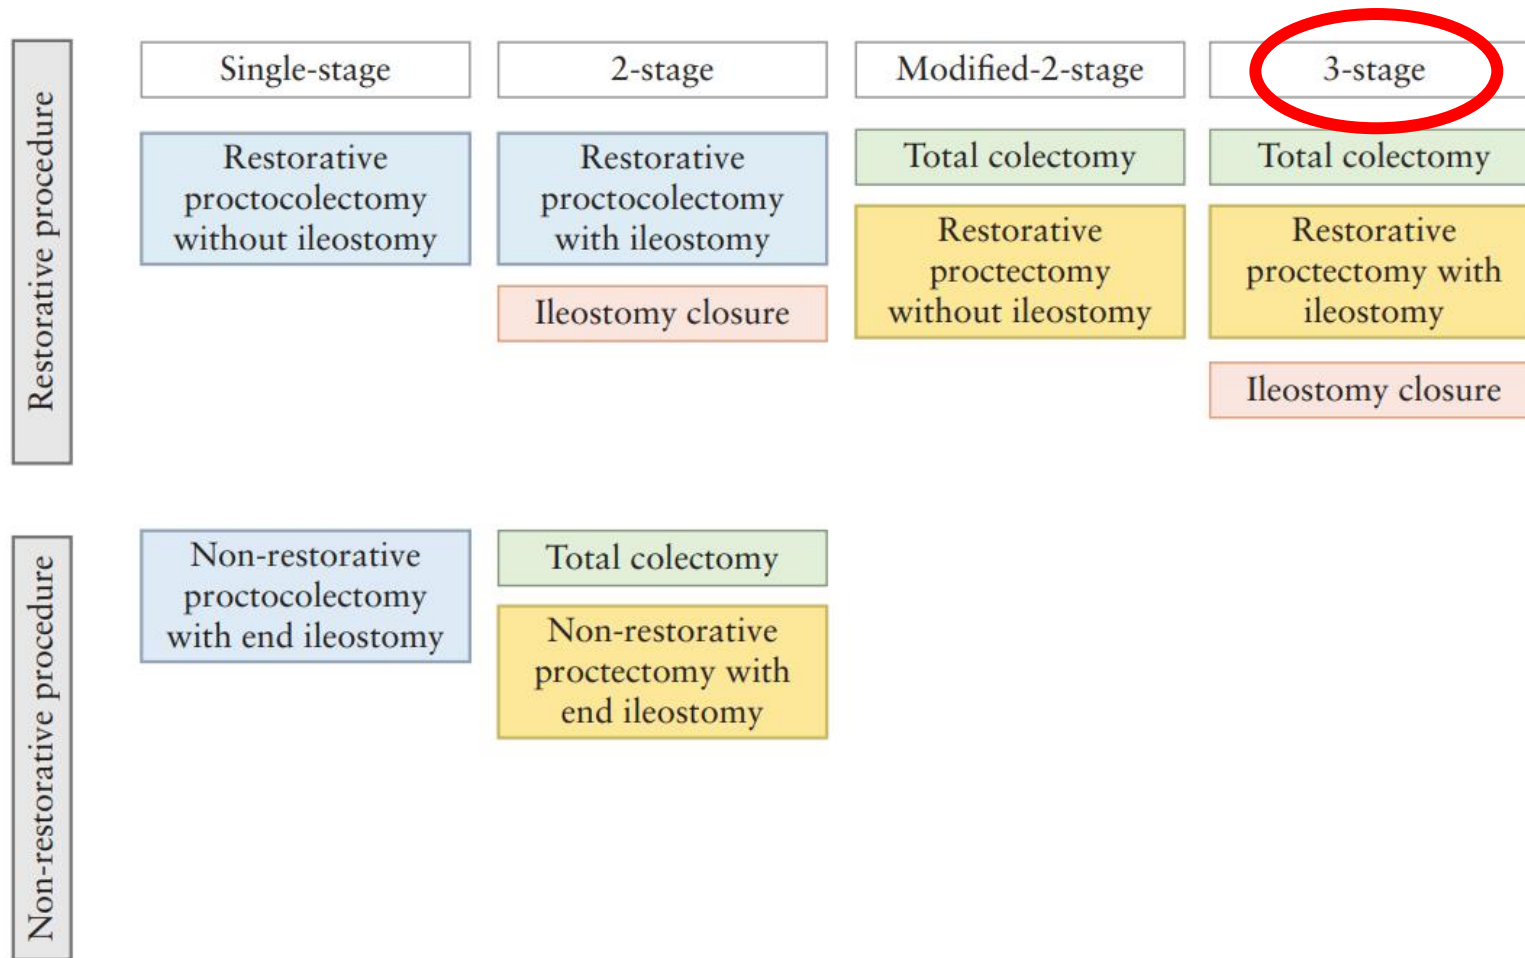 Restorative procedure
Single-stage
2-stage
Modified-2-stage
3-stage
Restorative
proctocolectomy
without ileostomy
Restorative
proctocolectomy
with ileostomy
Ileostomy closure
Total colectomy
Restorative
proctectomy
without ileostomy
Total colectomy
Restorative
proctectomy with
ileostomy
Ileostomy closure
Non-restorative procedure
Non-restorative
proctocolectomy
with end ileostomy
Total colectomy
Non-restorative
proctectomy with
end ileostomy